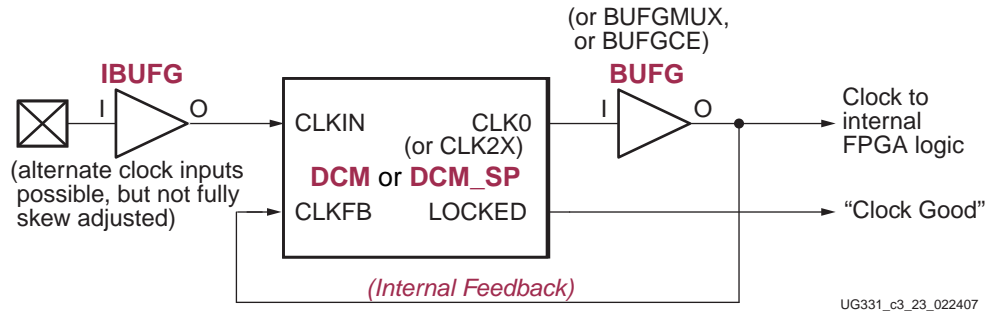 (or BUFGMUX,
or BUFGCE)
IBUFG
BUFG
I
O
CLKIN
CLK0
(or CLK2X)
I
O
Clock to
internal
FPGA logic
(alternate clock inputs
possible, but not fully
skew adjusted)
DCM or DCM_SP
CLKFB
LOCKED
“Clock Good”
(Internal Feedback)
UG331_c3_23_022407